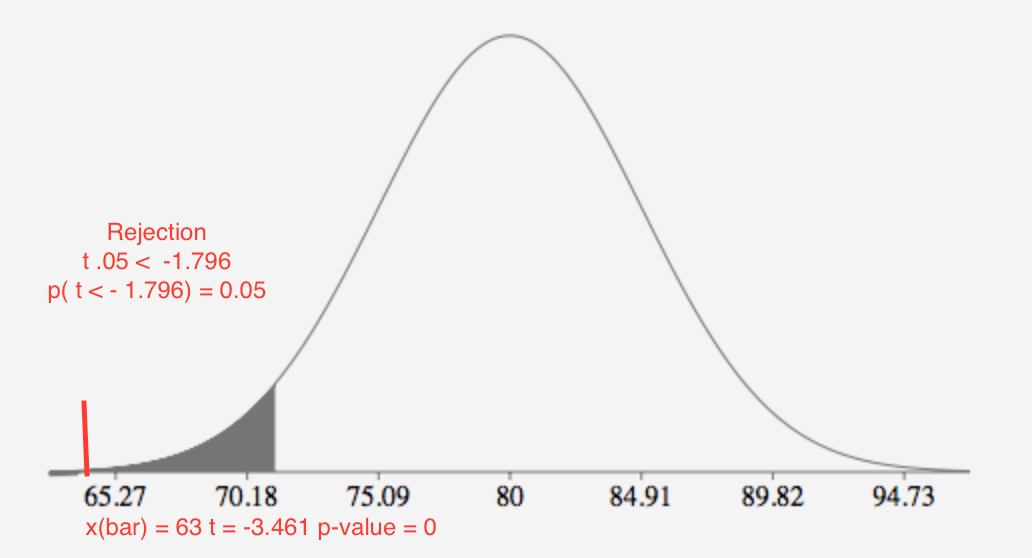 Rejection
t .05 < -1.796
p( t < - 1.796) = 0.05
65.27 70.18 75.09 80 84.91 89.82 94.73
x(bar) = 63 t = -3.461 p-value = 0